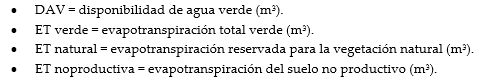 • DAV = disponibilidad de agua verde (m³).
• ET verde = evapotranspiración total verde (m³).
• ET natural = evapotranspiración reservada para la vegetación natural (m³).
• ET noproductiva = evapotranspiración del suelo no productivo (m³).